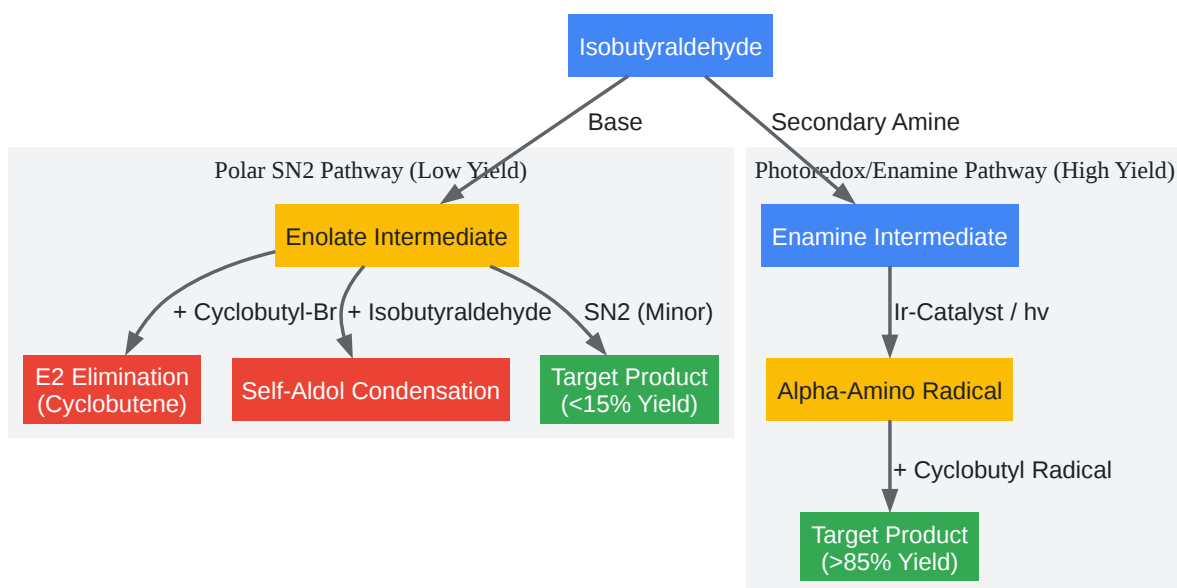 Isobutyraldehyde
Base
Secondary Amine
Polar SN2 Pathway (Low Yield)
Photoredox/Enamine Pathway (High Yield)
Enolate Intermediate
Enamine Intermediate
+ Cyclobutyl-Br
+ Isobutyraldehyde
SN2 (Minor)
Ir-Catalyst / hv
E2 Elimination
(Cyclobutene)
Self-Aldol Condensation
Target Product
(<15% Yield)
Alpha-Amino Radical
+ Cyclobutyl Radical
Target Product
(>85% Yield)